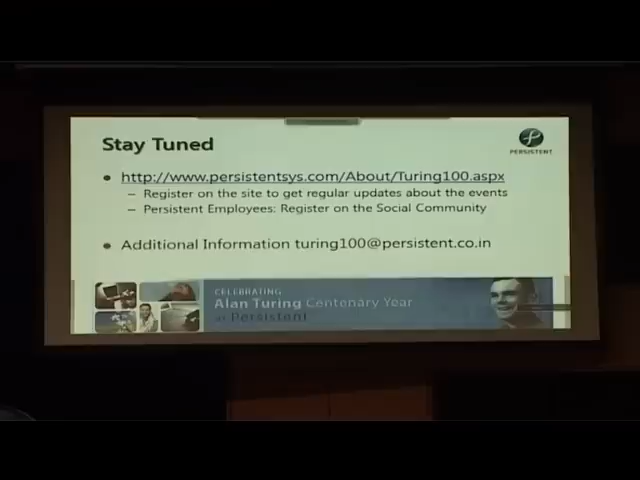 Stay Tuned
PERSISTENT
http://www.persistentsys.com/About/Turing100.aspx
– Register on the site to get regular updates about the events
– Persistent Employees: Register on the Social Community
Additional Information turing100@persistent.co.in
CELEBRATING
Alan Turing Centenary Year
at Persistent